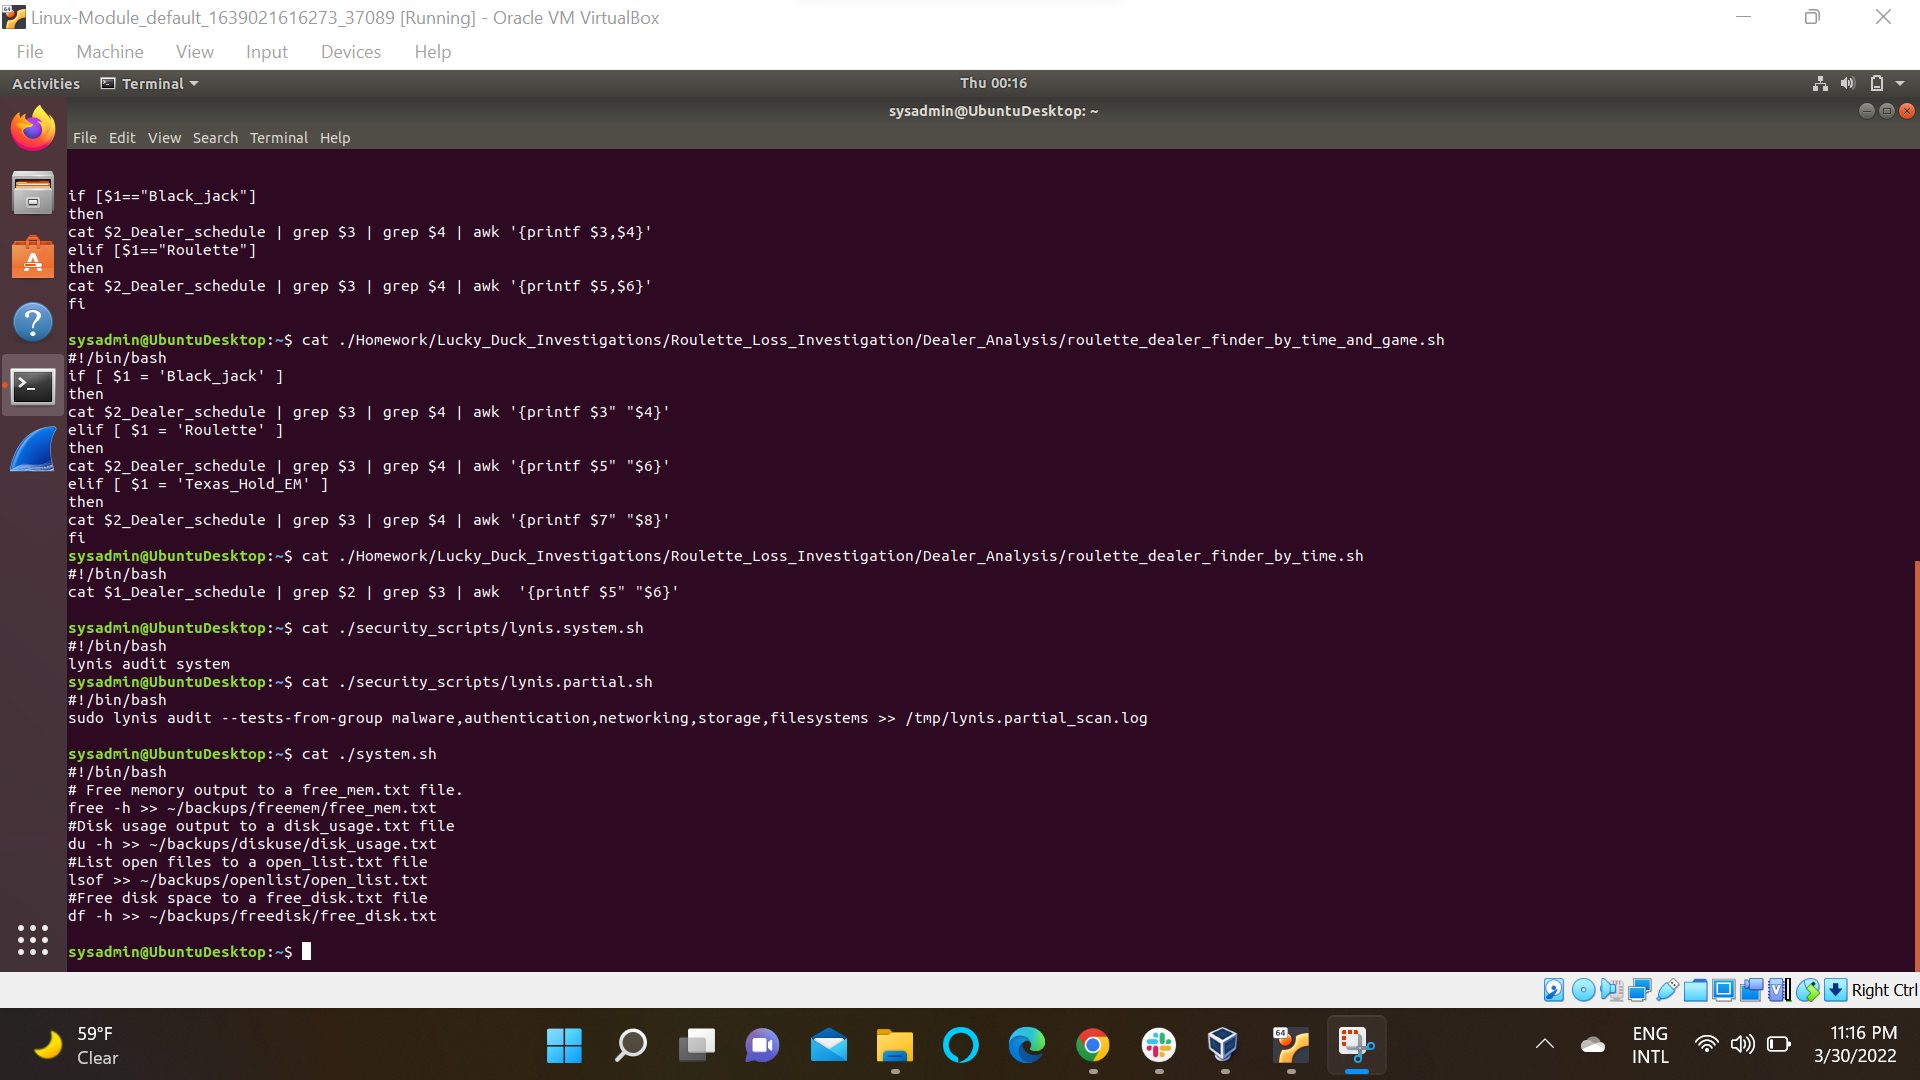 Linux-Module_default_1639021616273_37089 [Running] - Oracle VM VirtualBox
File Machine View Input Devices Help
Activities Terminal Thu 00:16
sysadmin@UbuntuDesktop: ~
File Edit View Search Terminal Help
if [$1=="Black_jack"]
then
cat $2_Dealer_schedule | grep $3 | grep $4 | awk '{printf $3,$4}'
elif [$1=="Roulette"]
then
cat $2_Dealer_schedule | grep $3 | grep $4 | awk '{printf $5,$6}'
fi
sysadmin@UbuntuDesktop:~$ cat ./Homework/Lucky_Duck_Investigations/Roulette_Loss_Investigation/Dealer_Analysis/roulette_dealer_finder_by_time_and_game.sh
#!/bin/bash
if [ $1 = 'Black_jack' ]
then
cat $2_Dealer_schedule | grep $3 | grep $4 | awk '{printf $3" "$4}'
elif [ $1 = 'Roulette' ]
then
cat $2_Dealer_schedule | grep $3 | grep $4 | awk '{printf $5" "$6}'
elif [ $1 = 'Texas_Hold_EM' ]
then
cat $2_Dealer_schedule | grep $3 | grep $4 | awk '{printf $7" "$8}'
fi
sysadmin@UbuntuDesktop:~$ cat ./Homework/Lucky_Duck_Investigations/Roulette_Loss_Investigation/Dealer_Analysis/roulette_dealer_finder_by_time.sh
#!/bin/bash
cat $1_Dealer_schedule | grep $2 | grep $3 | awk  '{printf $5" "$6}'
sysadmin@UbuntuDesktop:~$ cat ./security_scripts/lynis.system.sh
#!/bin/bash
lynis audit system
sysadmin@UbuntuDesktop:~$ cat ./security_scripts/lynis.partial.sh
#!/bin/bash
sudo lynis audit --tests-from-group malware,authentication,networking,storage,filesystems >> /tmp/lynis.partial_scan.log
sysadmin@UbuntuDesktop:~$ cat ./system.sh
#!/bin/bash
# Free memory output to a free_mem.txt file.
free -h >> ~/backups/freemem/free_mem.txt
#Disk usage output to a disk_usage.txt file
du -h >> ~/backups/diskuse/disk_usage.txt
#List open files to a open_list.txt file
lsof >> ~/backups/openlist/open_list.txt
#Free disk space to a free_disk.txt file
df -h >> ~/backups/freedisk/free_disk.txt
sysadmin@UbuntuDesktop:~$
Right Ctrl
59°F
Clear
64
ENG
INTL
11:16 PM
3/30/2022